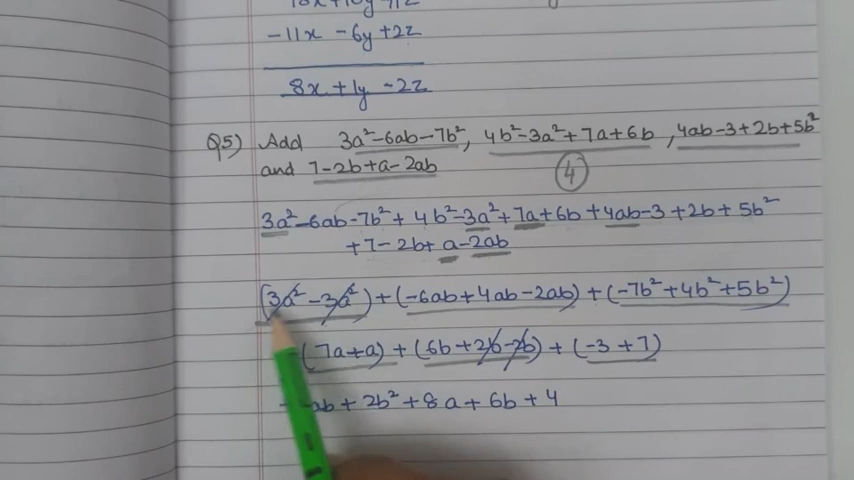 -11x - 6y + 2z
8x + 1y - 2z
Q5) Add 3a² - 6ab - 7b², 4b² - 3a² + 7a + 6b, 4ab - 3 + 2b + 5b²
and 7 - 2b + a - 2ab
4
3a² - 6ab - 7b² + 4b² - 3a² + 7a + 6b + 4ab - 3 + 2b + 5b²
+ 7 - 2b + a - 2ab
(3a² - 3a²) + (-6ab + 4ab - 2ab) + (-7b² + 4b² + 5b²)
(7a + a) + (6b + 2b - 2b) + (-3 + 7)
ab + 2b² + 8a + 6b + 4